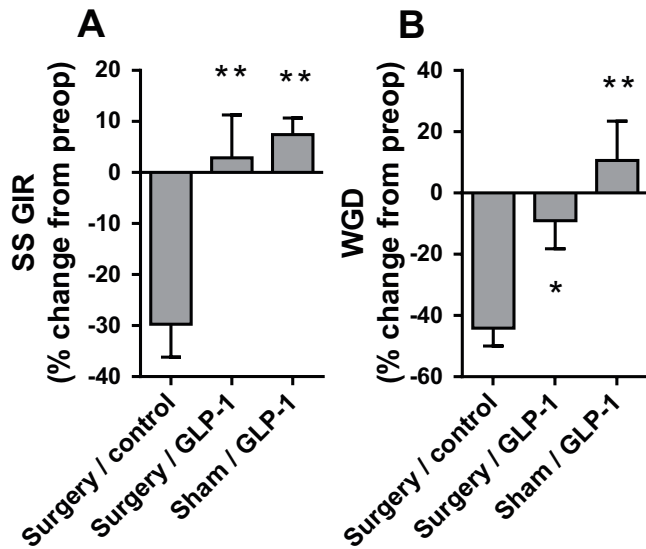 A
SS GIR
(% change from preop)
20
10
0
-10
-20
-30
-40
**
**
Surgery / control
Surgery / GLP-1
Sham / GLP-1
B
WGD
(% change from preop)
40
20
0
-20
-40
-60
**
*
Surgery / control
Surgery / GLP-1
Sham / GLP-1